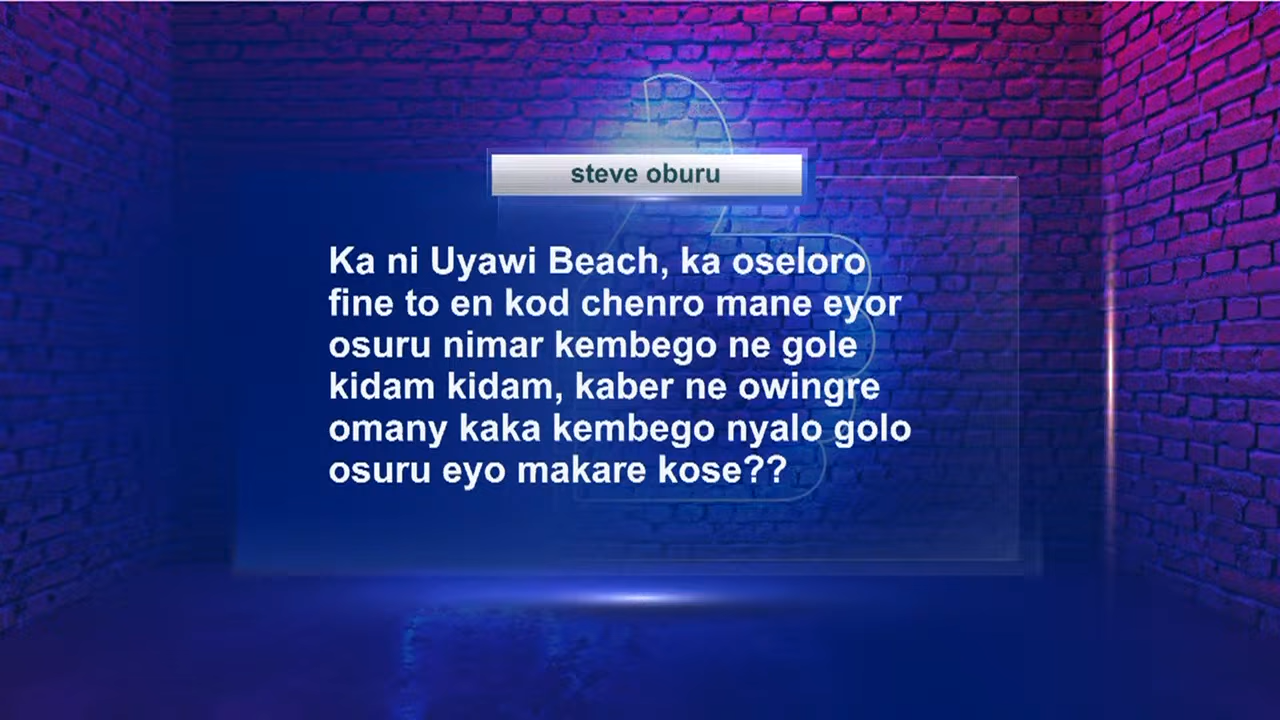 steve oburu
Ka ni Uyawi Beach, ka oseloro
fine to en kod chenro mane eyor
osuru nimar kembego ne gole
kidam kidam, kaber ne owingre
omany kaka kembego nyalo golo
osuru eyo makare kose??